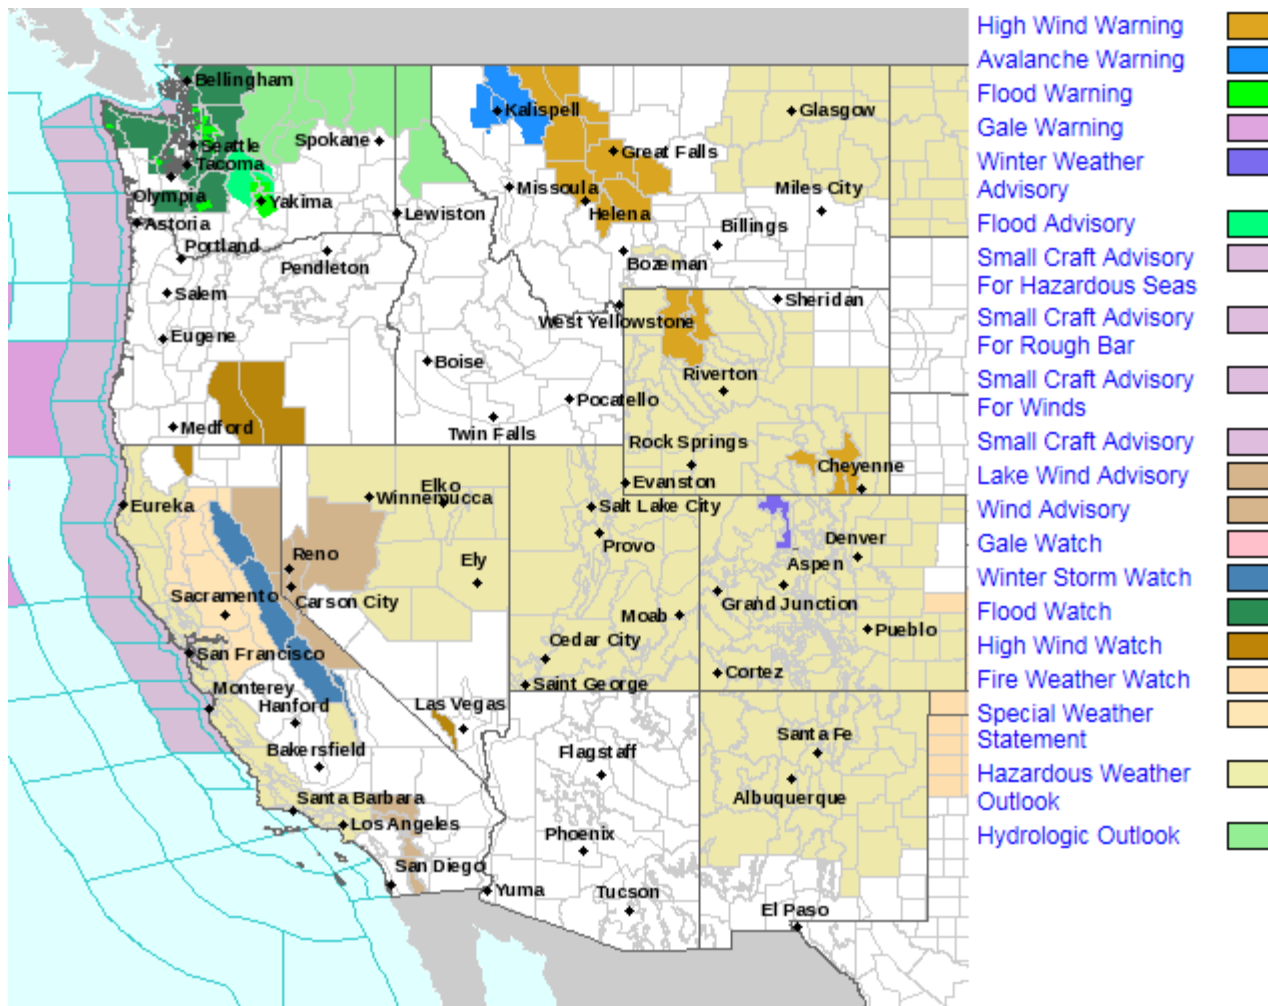 Bellingham
Seattle
Tacoma
Olympia
Yakima
Spokane
Astoria
Lewiston
Portland
Pendleton
Salem
Eugene
Medford
Kalispell
Great Falls
Glasgow
Missoula
Helena
Miles City
Billings
Bozeman
Sheridan
West Yellowstone
Boise
Riverton
Pocatello
Twin Falls
Rock Springs
Cheyenne
Evanston
Eureka
Elko
Winnemucca
Salt Lake City
Provo
Denver
Reno
Ely
Aspen
Sacramento
Carson City
Grand Junction
Moab
Pueblo
San Francisco
Cedar City
Cortez
Saint George
Monterey
Hanford
Las Vegas
Bakersfield
Flagstaff
Santa Fe
Albuquerque
Santa Barbara
Los Angeles
Phoenix
San Diego
Yuma
Tucson
El Paso
High Wind Warning
Avalanche Warning
Flood Warning
Gale Warning
Winter Weather
Advisory
Flood Advisory
Small Craft Advisory
For Hazardous Seas
Small Craft Advisory
For Rough Bar
Small Craft Advisory
For Winds
Small Craft Advisory
Lake Wind Advisory
Wind Advisory
Gale Watch
Winter Storm Watch
Flood Watch
High Wind Watch
Fire Weather Watch
Special Weather
Statement
Hazardous Weather
Outlook
Hydrologic Outlook